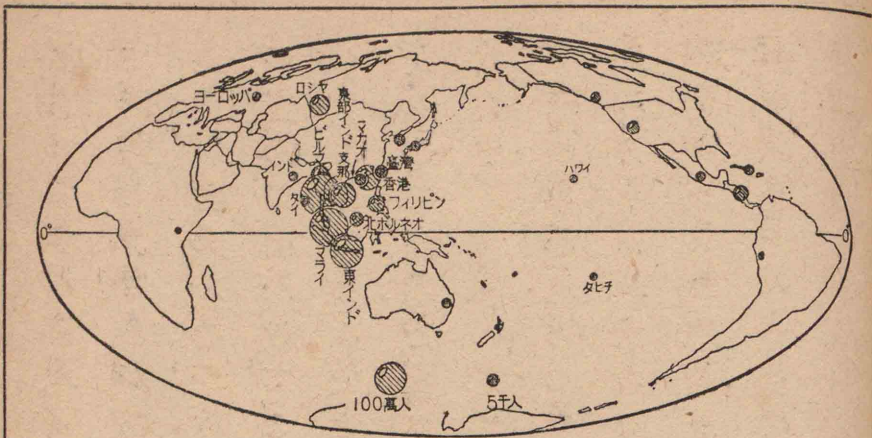 ヨーロッパ
ロシヤ
ビルマ
東部インド支那
マカオ
インド
タイ
臺灣
香港
フィリピン
北ボルネオ
マライ
東インド
ハワイ
タヒチ
0°
0°
100萬人
5千人